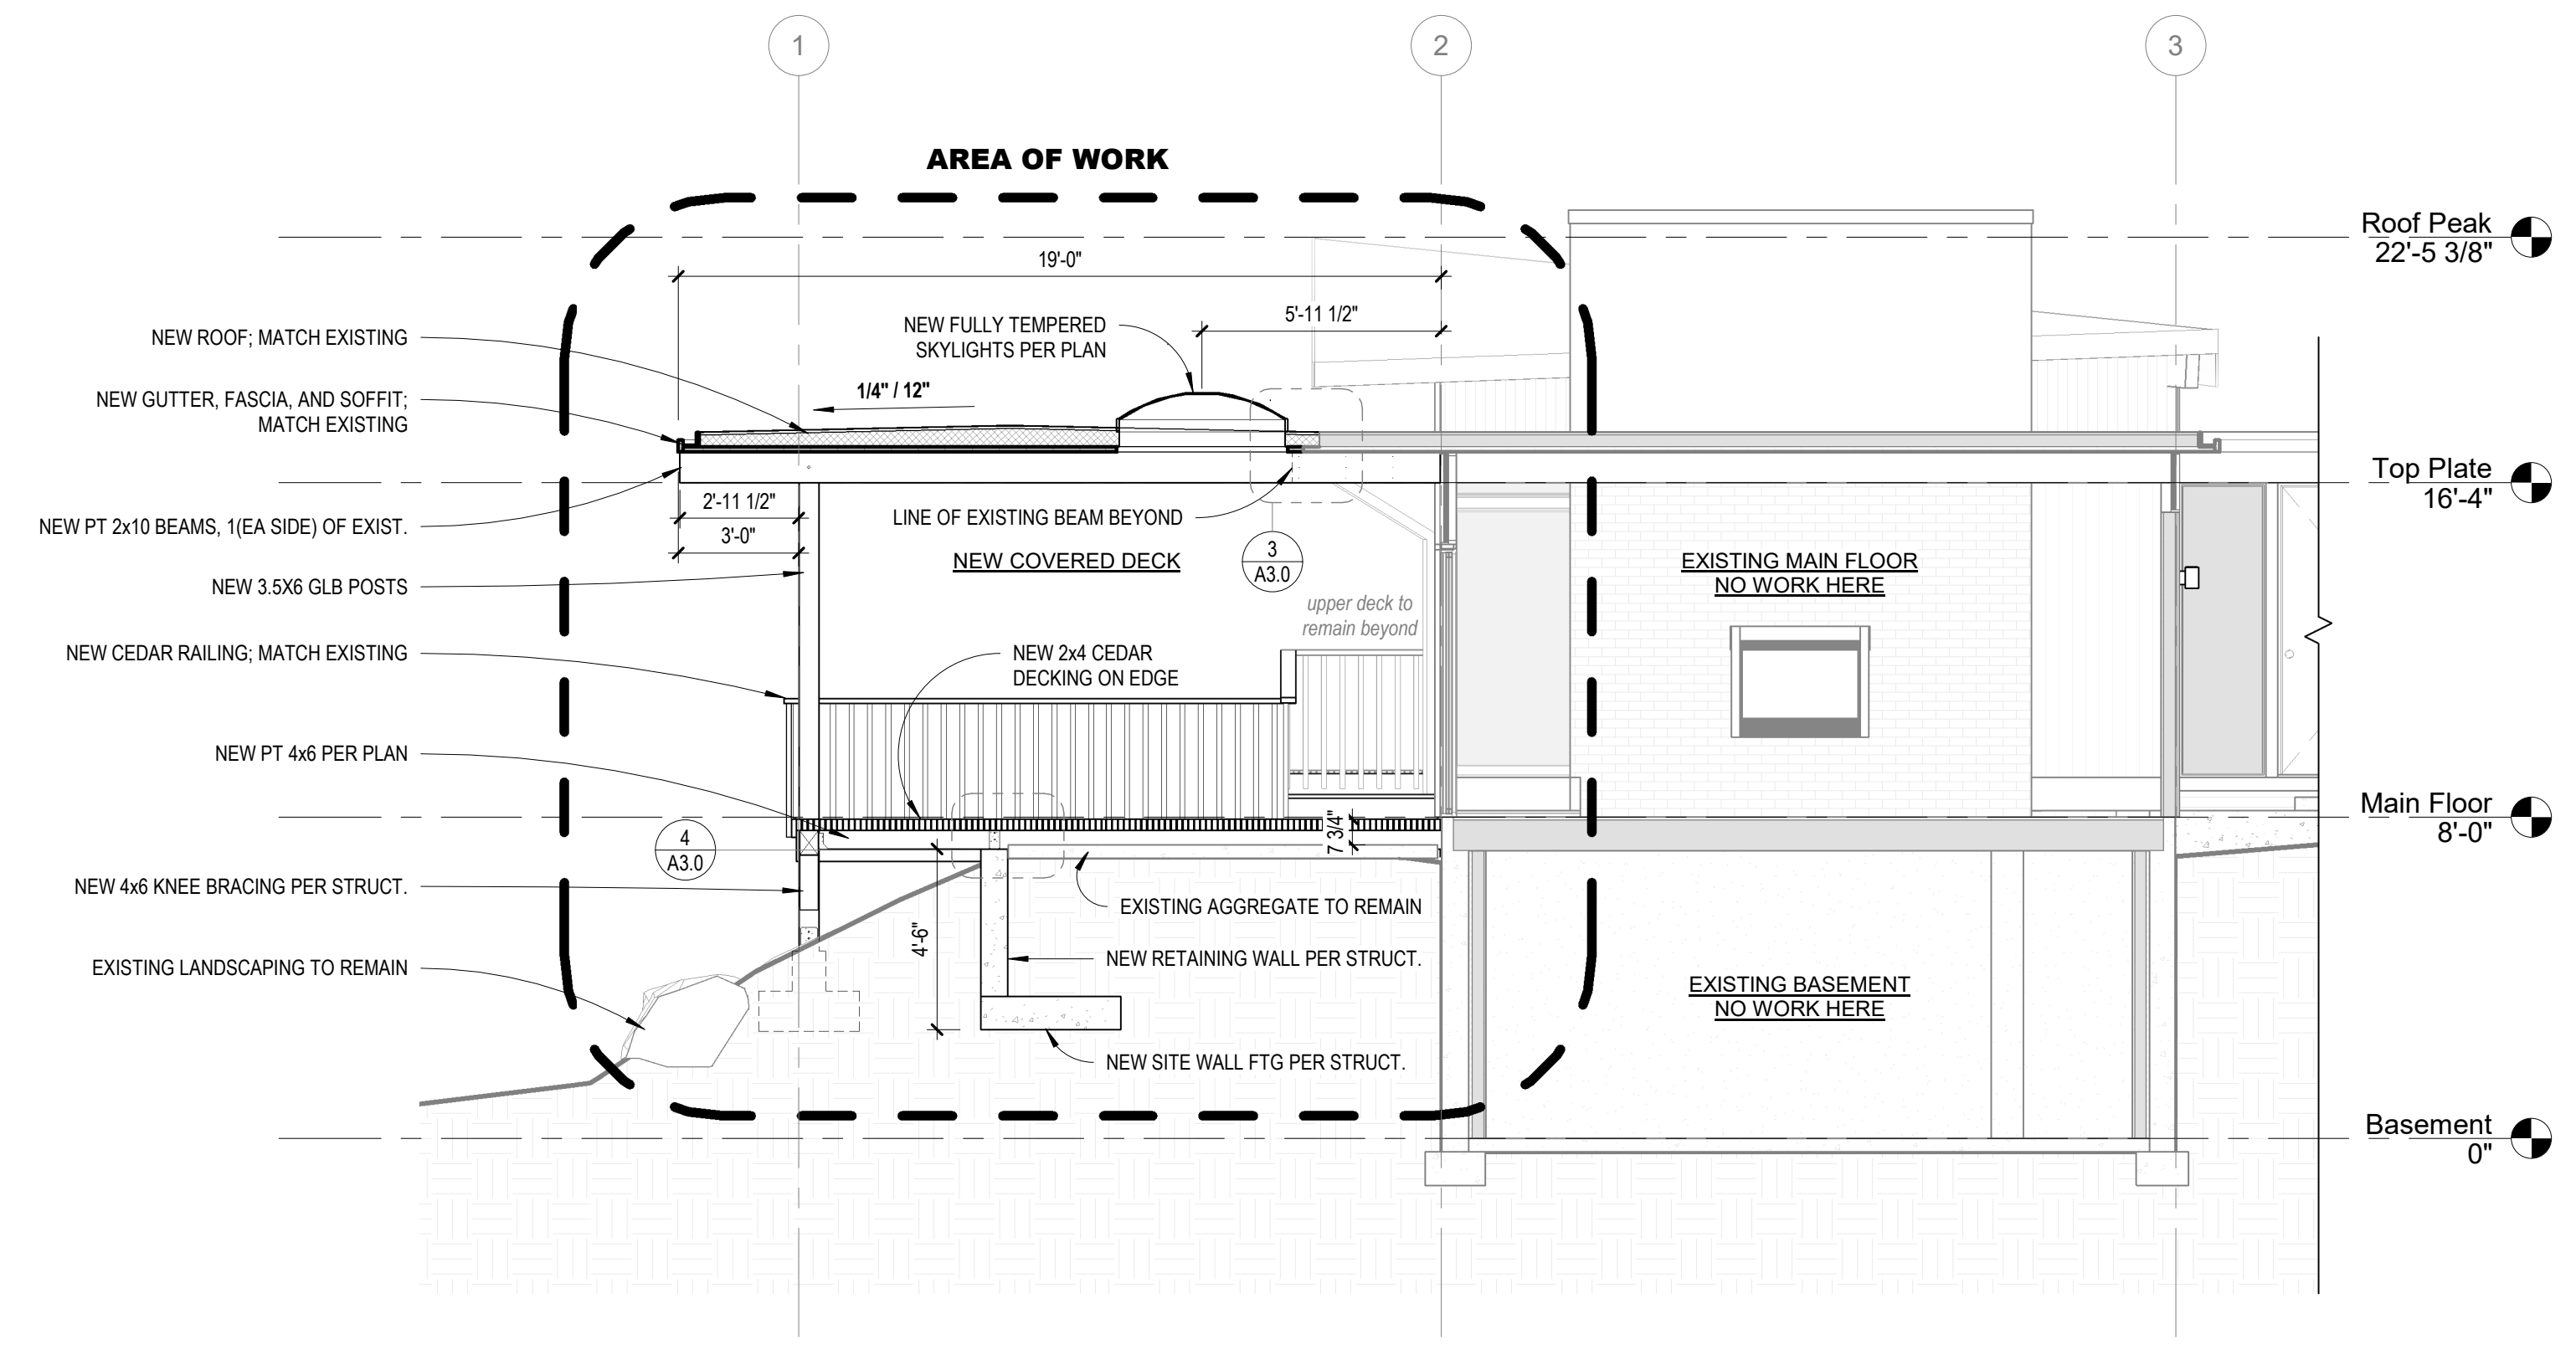 1
2
3
AREA OF WORK
Roof Peak
22'-5 3/8"
19'-0"
5'-11 1/2"
NEW FULLY TEMPERED
SKYLIGHTS PER PLAN
NEW ROOF; MATCH EXISTING
1/4" / 12"
NEW GUTTER, FASCIA, AND SOFFIT;
MATCH EXISTING
Top Plate
16'-4"
2'-11 1/2"
NEW PT 2x10 BEAMS, 1(EA SIDE) OF EXIST.
LINE OF EXISTING BEAM BEYOND
3'-0"
NEW COVERED DECK
3
A3.0
EXISTING MAIN FLOOR
NO WORK HERE
NEW 3.5X6 GLB POSTS
upper deck to
remain beyond
NEW CEDAR RAILING; MATCH EXISTING
NEW 2x4 CEDAR
DECKING ON EDGE
NEW PT 4x6 PER PLAN
Main Floor
8'-0"
7 3/4"
4
A3.0
NEW 4x6 KNEE BRACING PER STRUCT.
EXISTING AGGREGATE TO REMAIN
4'-6"
NEW RETAINING WALL PER STRUCT.
EXISTING LANDSCAPING TO REMAIN
EXISTING BASEMENT
NO WORK HERE
NEW SITE WALL FTG PER STRUCT.
Basement
0"